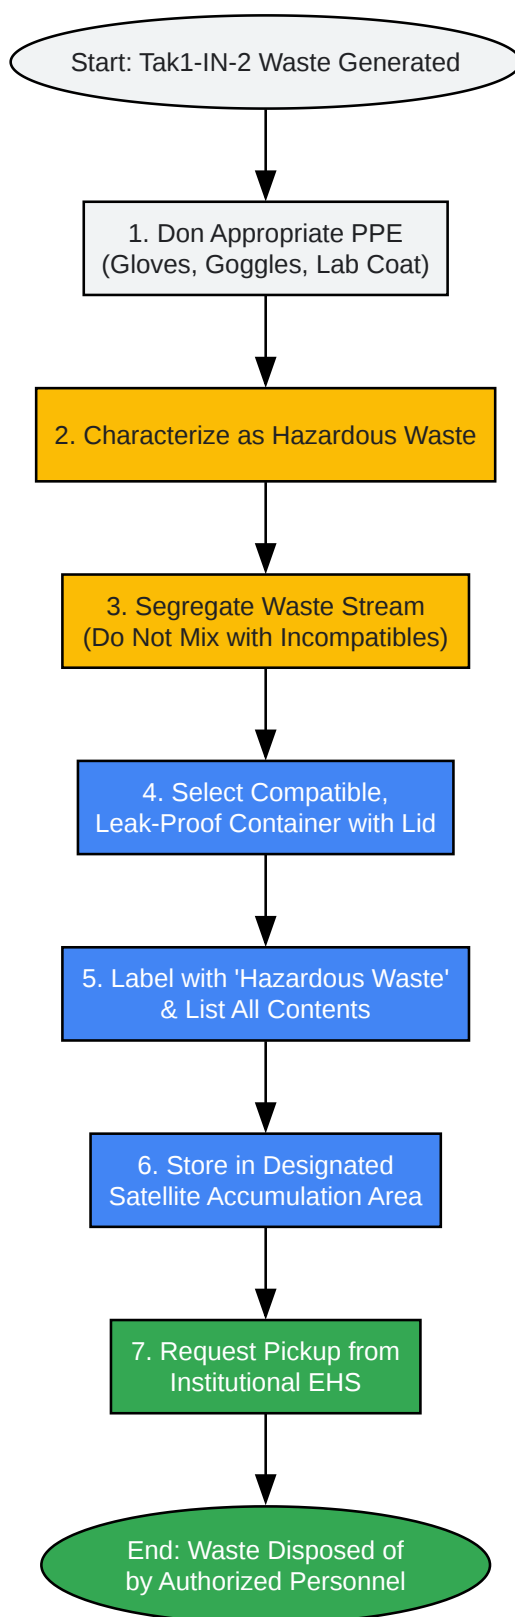 Start: Tak1-IN-2 Waste Generated
1. Don Appropriate PPE
(Gloves, Goggles, Lab Coat)
2. Characterize as Hazardous Waste
3. Segregate Waste Stream
(Do Not Mix with Incompatibles)
4. Select Compatible,
Leak-Proof Container with Lid
5. Label with 'Hazardous Waste'
& List All Contents
6. Store in Designated
Satellite Accumulation Area
7. Request Pickup from
Institutional EHS
End: Waste Disposed of
by Authorized Personnel